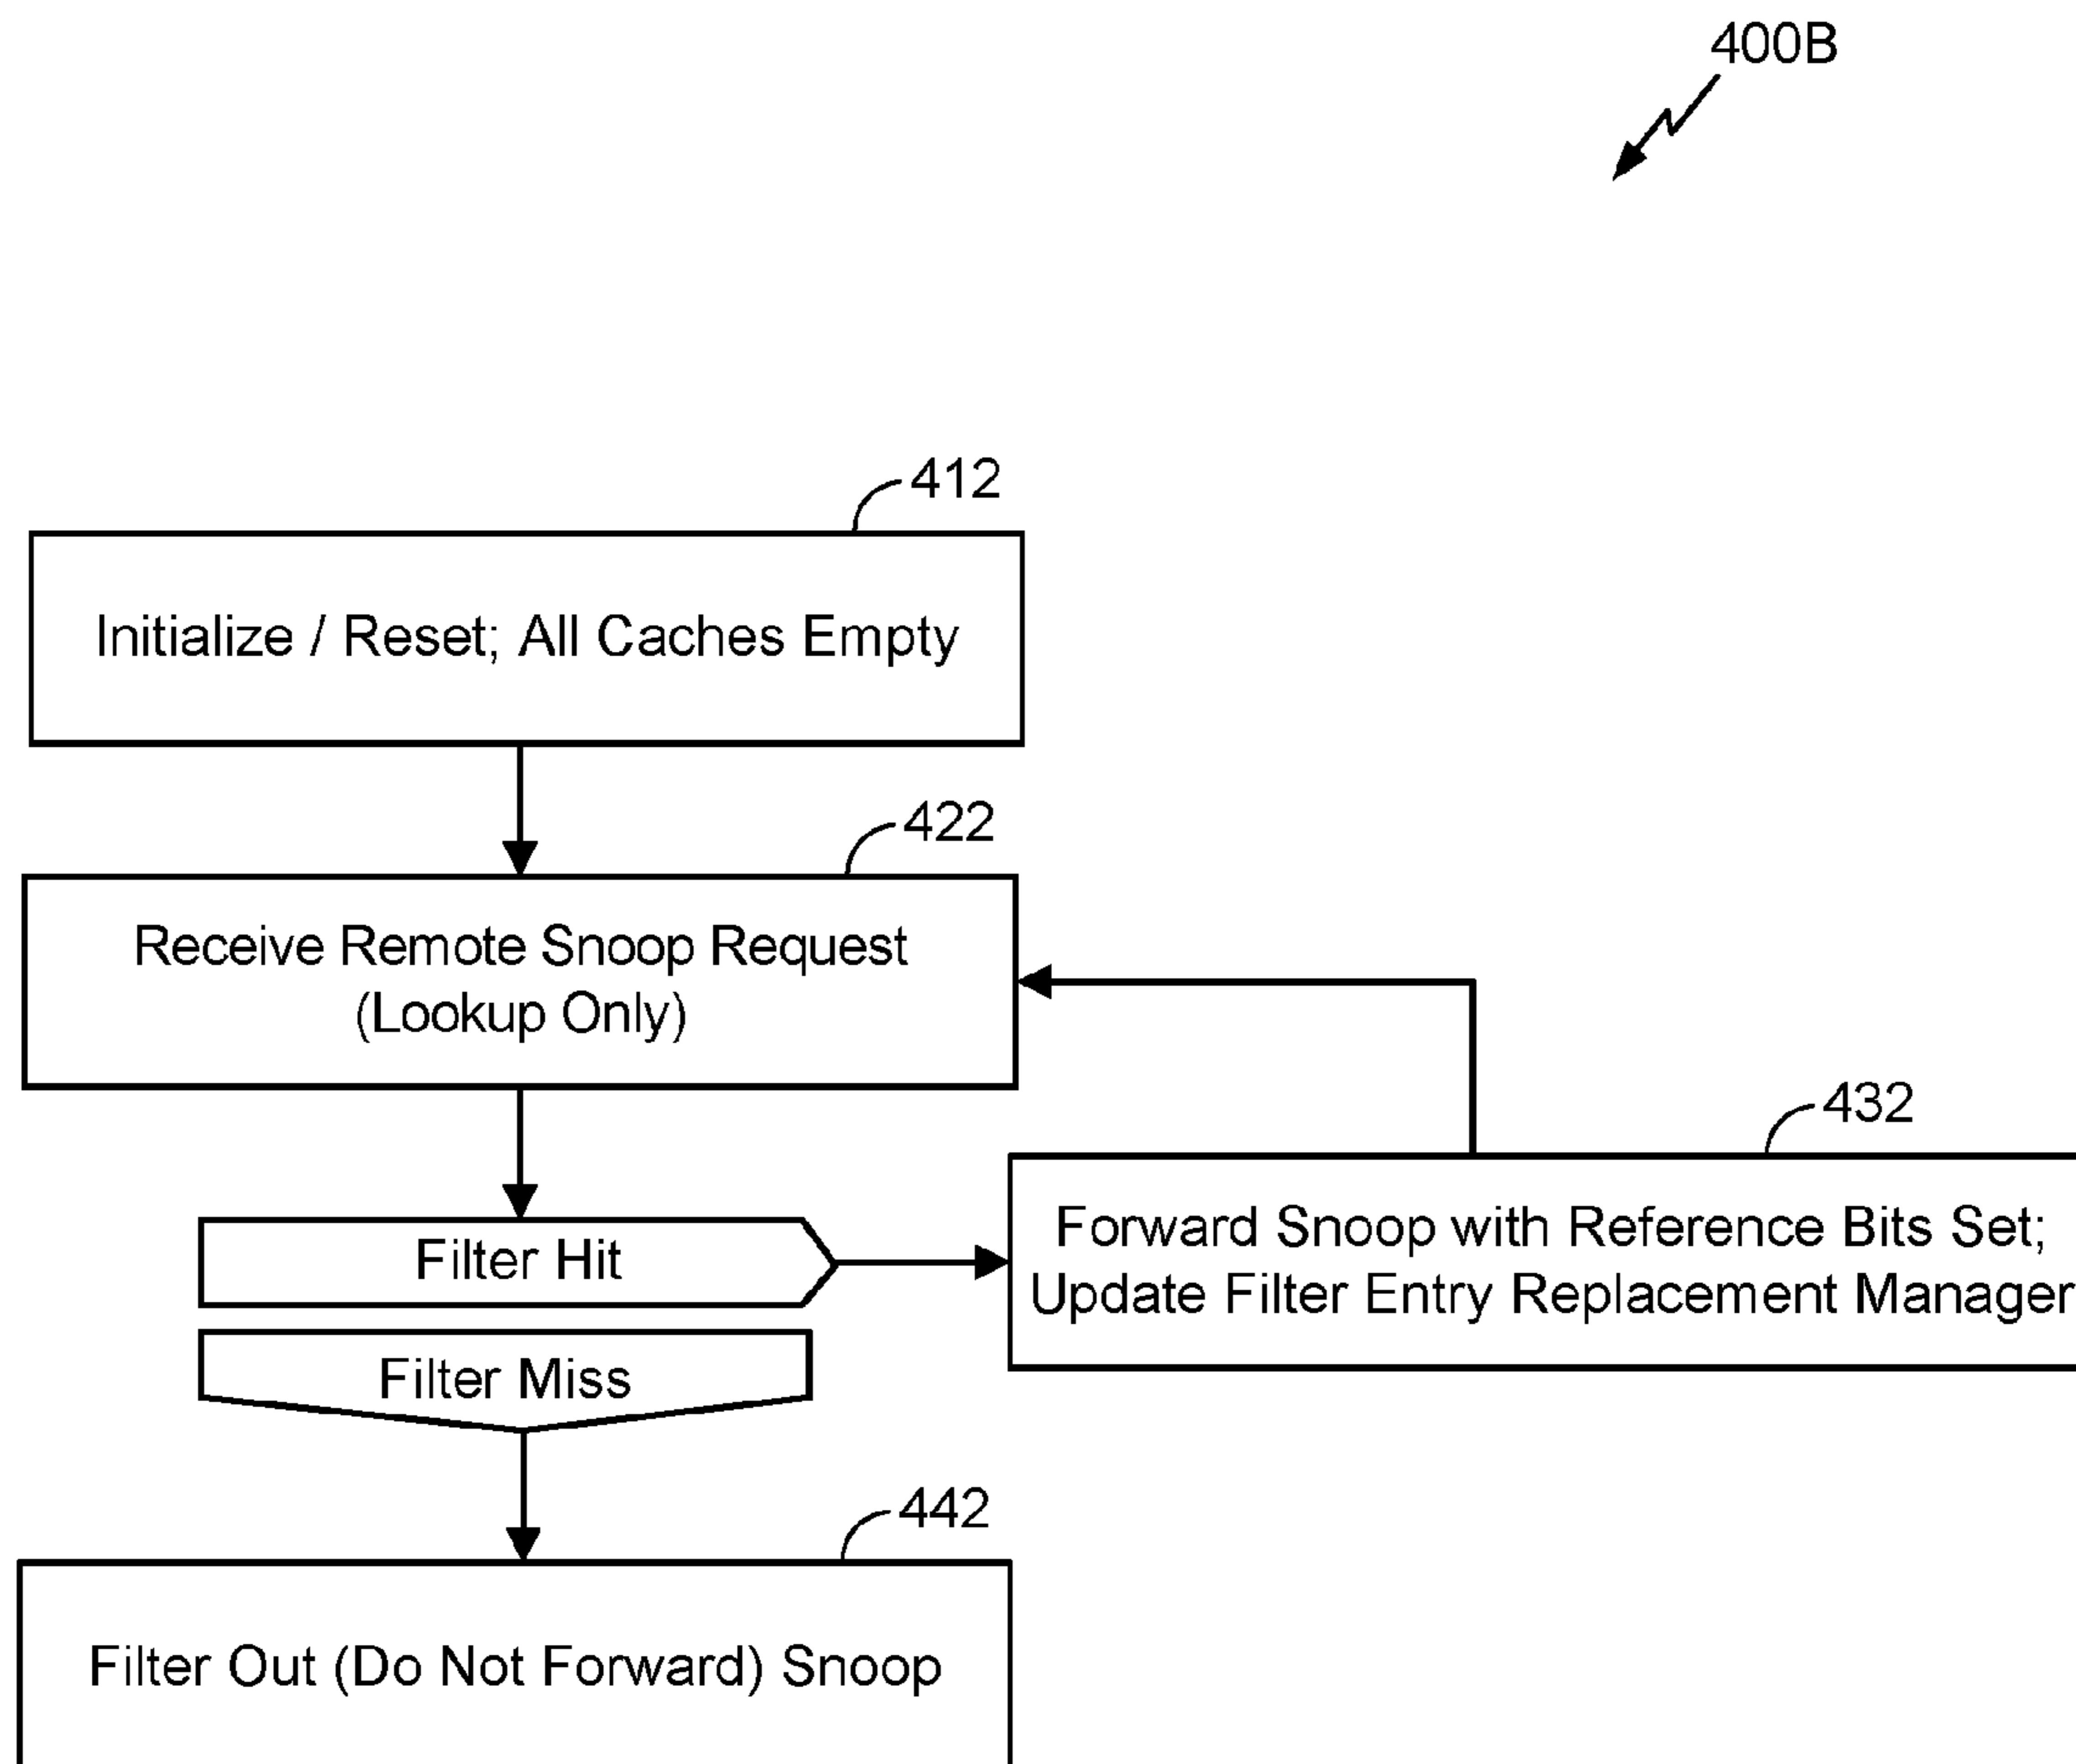 400B
412
Initialize / Reset; All Caches Empty
422
Receive Remote Snoop Request
(Lookup Only)
432
Forward Snoop with Reference Bits Set;
Update Filter Entry Replacement Manager
Filter Hit
Filter Miss
442
Filter Out (Do Not Forward) Snoop